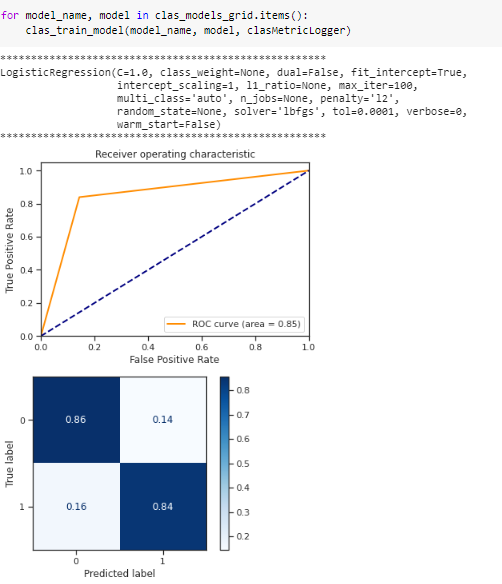 for model_name, model in clas_models_grid.items():
    clas_train_model(model_name, model, clasMetricLogger)
*******************************************************
LogisticRegression(C=1.0, class_weight=None, dual=False, fit_intercept=True,
                   intercept_scaling=1, l1_ratio=None, max_iter=100,
                   multi_class='auto', n_jobs=None, penalty='l2',
                   random_state=None, solver='lbfgs', tol=0.0001, verbose=0,
                   warm_start=False)
*******************************************************
Receiver operating characteristic
1.0
0.8
0.6
0.4
0.2
0.0
True Positive Rate
ROC curve (area = 0.85)
0.0 0.2 0.4 0.6 0.8 1.0
False Positive Rate
0 0.86 0.14
1 0.16 0.84
True label
0 1
Predicted label
0.8
0.7
0.6
0.5
0.4
0.3
0.2